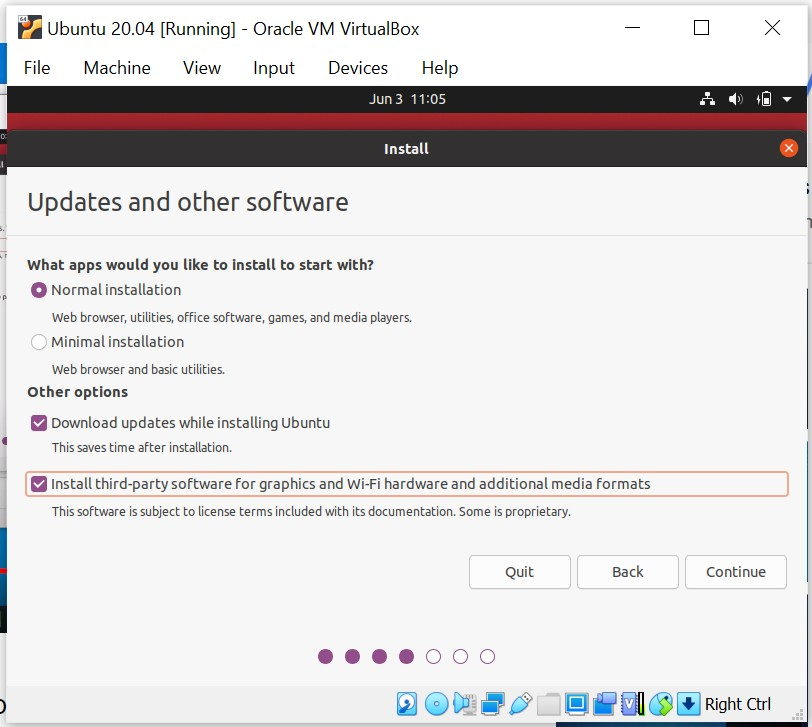 Ubuntu 20.04 [Running] - Oracle VM VirtualBox
File Machine View Input Devices Help
Jun 3 11:05
Install
Updates and other software
What apps would you like to install to start with?
Normal installation
Web browser, utilities, office software, games, and media players.
Minimal installation
Web browser and basic utilities.
Other options
Download updates while installing Ubuntu
This saves time after installation.
Install third-party software for graphics and Wi-Fi hardware and additional media formats
This software is subject to license terms included with its documentation. Some is proprietary.
Quit Back Continue
Right Ctrl